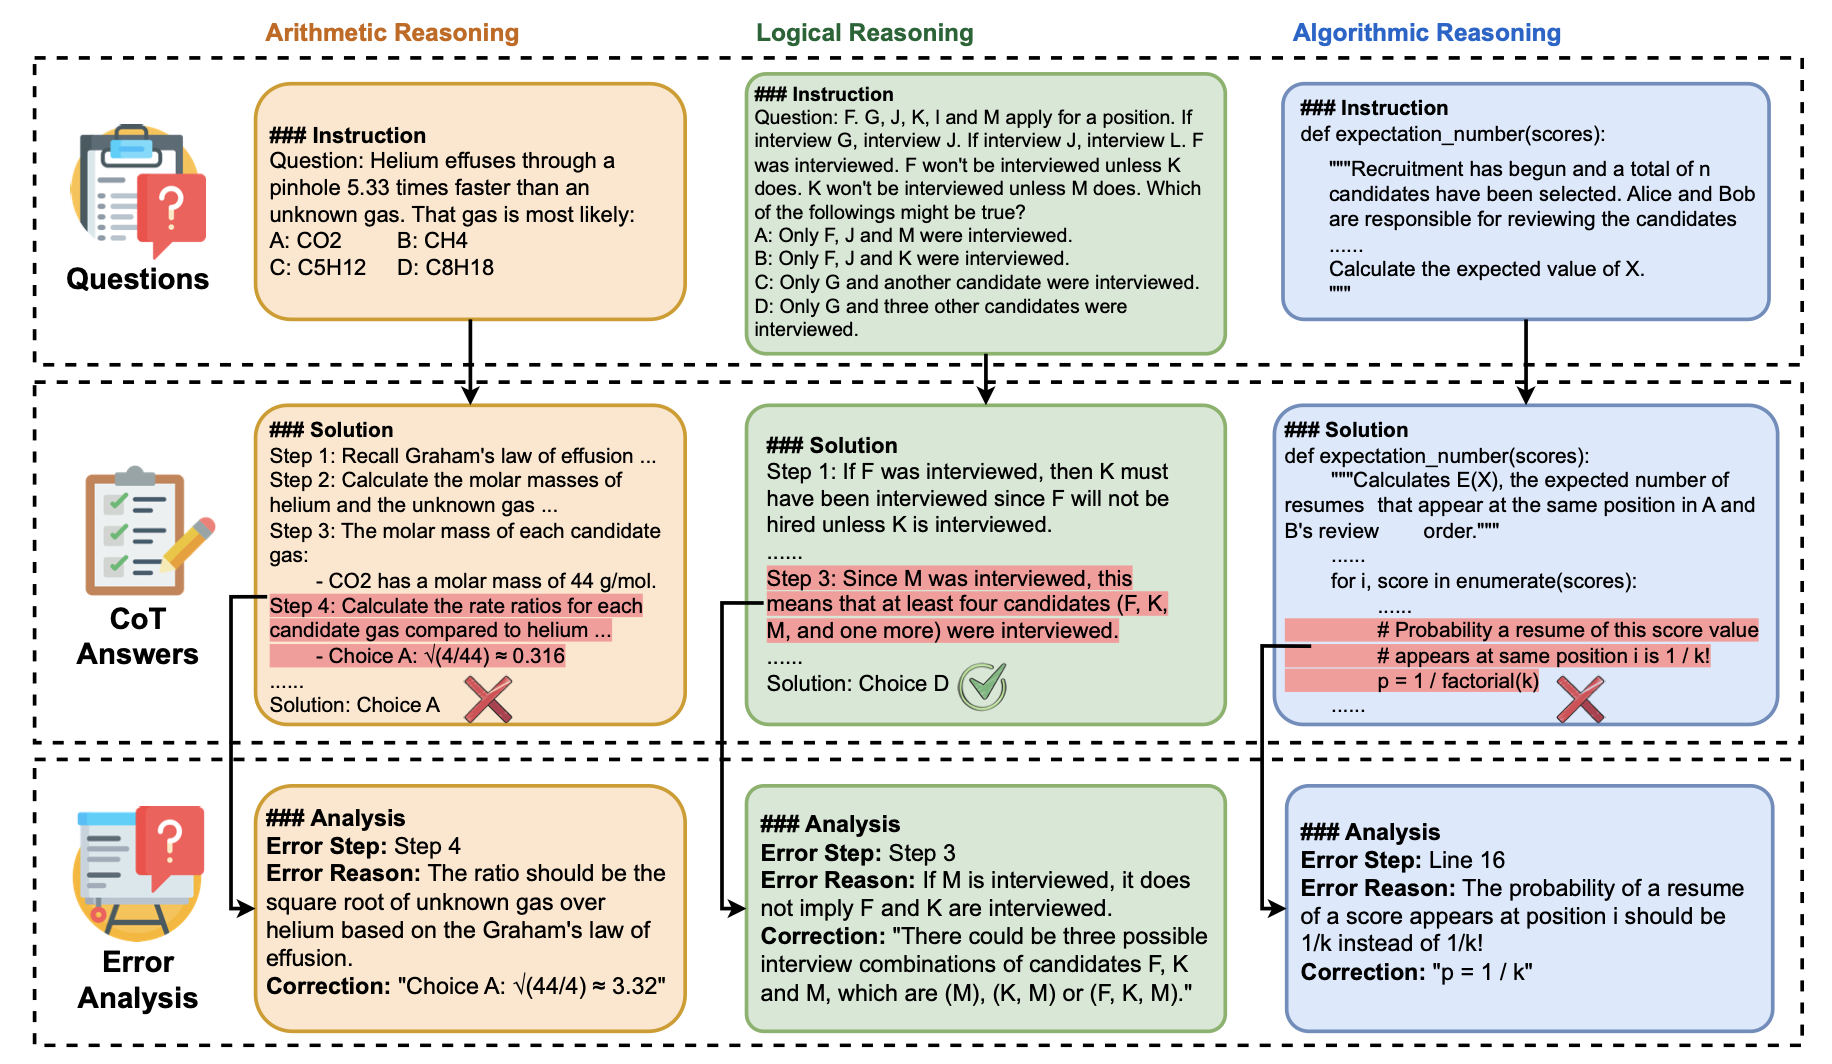 Arithmetic Reasoning
Logical Reasoning
Algorithmic Reasoning
Questions
### Instruction
Question: Helium effuses through a
pinhole 5.33 times faster than an
unknown gas. That gas is most likely:
A: CO2 B: CH4
C: C5H12 D: C8H18
### Instruction
Question: F. G, J, K, I and M apply for a position. If
interview G, interview J. If interview J, interview L. F
was interviewed. F won't be interviewed unless K
does. K won't be interviewed unless M does. Which
of the followings might be true?
A: Only F, J and M were interviewed.
B: Only F, J and K were interviewed.
C: Only G and another candidate were interviewed.
D: Only G and three other candidates were
interviewed.
### Instruction
def expectation_number(scores):
"""Recruitment has begun and a total of n
candidates have been selected. Alice and Bob
are responsible for reviewing the candidates
......
Calculate the expected value of X.
"""
CoT
Answers
### Solution
Step 1: Recall Graham's law of effusion ...
Step 2: Calculate the molar masses of
helium and the unknown gas ...
Step 3: The molar mass of each candidate
gas:
- CO2 has a molar mass of 44 g/mol.
Step 4: Calculate the rate ratios for each
candidate gas compared to helium ...
- Choice A: √(4/44) ≈ 0.316
......
Solution: Choice A
### Solution
Step 1: If F was interviewed, then K must
have been interviewed since F will not be
hired unless K is interviewed.
......
Step 3: Since M was interviewed, this
means that at least four candidates (F, K,
M, and one more) were interviewed.
......
Solution: Choice D
### Solution
def expectation_number(scores):
"""Calculates E(X), the expected number of
resumes that appear at the same position in A and
B's review order."""
......
for i, score in enumerate(scores):
......
# Probability a resume of this score value
# appears at same position i is 1 / k!
p = 1 / factorial(k)
......
Error
Analysis
### Analysis
Error Step: Step 4
Error Reason: The ratio should be the
square root of unknown gas over
helium based on the Graham's law of
effusion.
Correction: "Choice A: √(44/4) ≈ 3.32"
### Analysis
Error Step: Step 3
Error Reason: If M is interviewed, it does
not imply F and K are interviewed.
Correction: "There could be three possible
interview combinations of candidates F, K
and M, which are (M), (K, M) or (F, K, M)."
### Analysis
Error Step: Line 16
Error Reason: The probability of a resume
of a score appears at position i should be
1/k instead of 1/k!
Correction: "p = 1 / k"